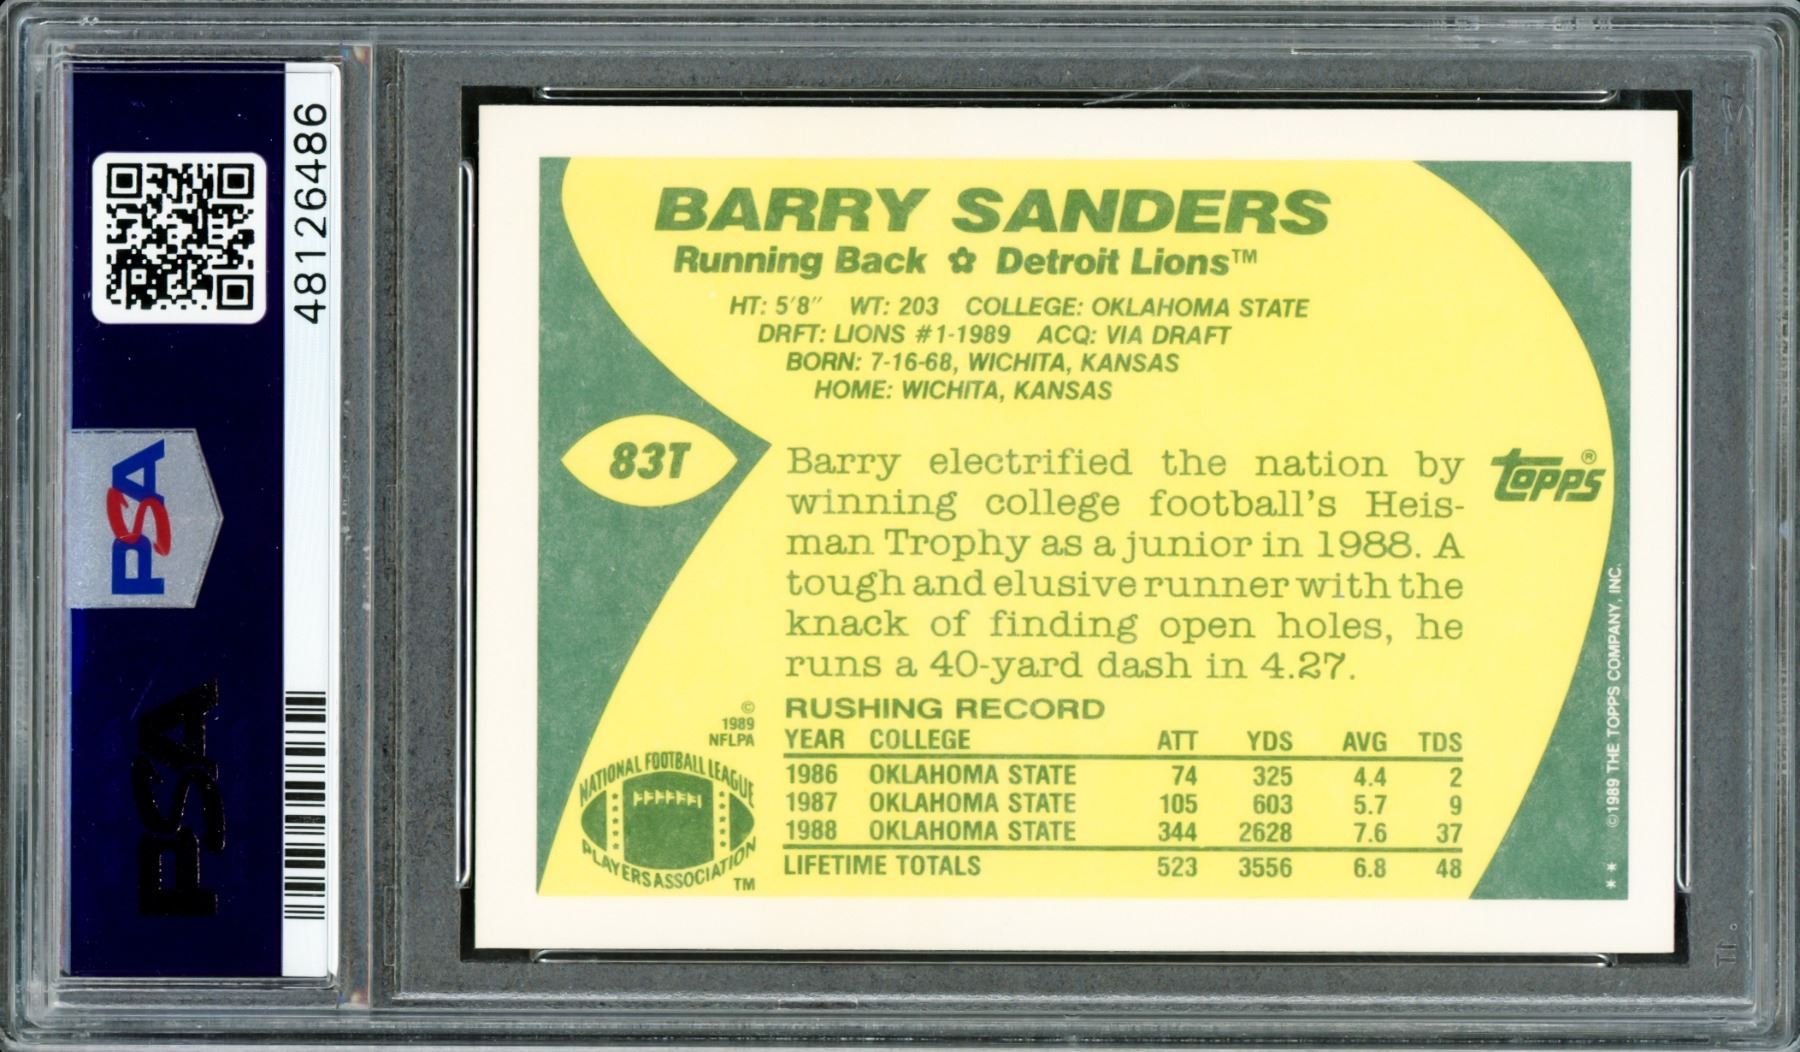 48126486
PSA
PSA
BARRY SANDERS
Running Back ✿ Detroit Lions™
HT: 5'8" WT: 203 COLLEGE: OKLAHOMA STATE
DRFT: LIONS #1-1989 ACQ: VIA DRAFT
BORN: 7-16-68, WICHITA, KANSAS
HOME: WICHITA, KANSAS
83T
Barry electrified the nation by
winning college football's Heis-
man Trophy as a junior in 1988. A
tough and elusive runner with the
knack of finding open holes, he
runs a 40-yard dash in 4.27.
topps®
©1989 THE TOPPS COMPANY, INC.
**
© 
1989
NFLPA
NATIONAL FOOTBALL LEAGUE
PLAYERS ASSOCIATION
TM
RUSHING RECORD
YEAR COLLEGE ATT YDS AVG TDS
1986 OKLAHOMA STATE 74 325 4.4 2
1987 OKLAHOMA STATE 105 603 5.7 9
1988 OKLAHOMA STATE 344 2628 7.6 37
LIFETIME TOTALS 523 3556 6.8 48